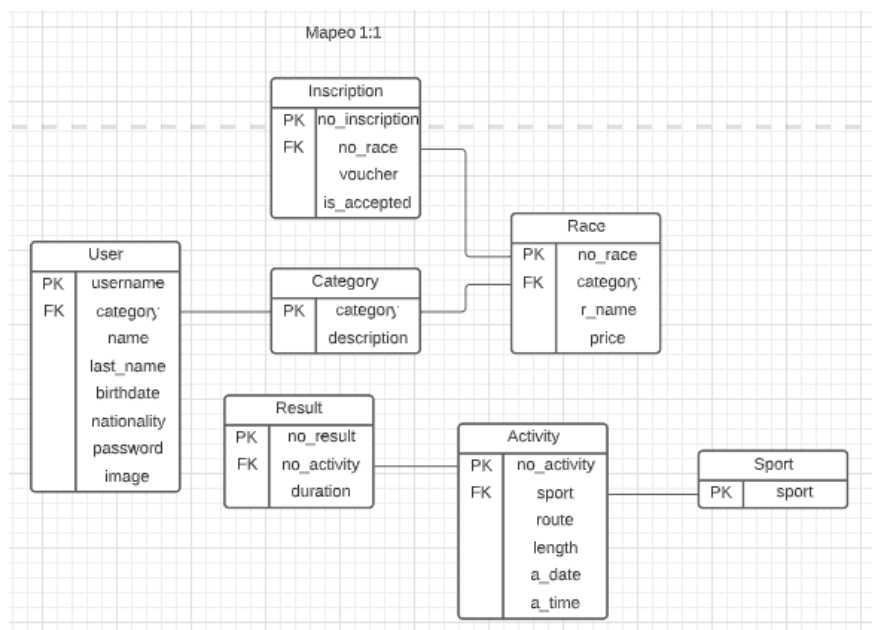 Mapeo 1:1
Inscription
PK no_inscription
FK no_race
voucher
is_accepted
User
PK username
FK category
name
last_name
birthdate
nationality
password
image
Category
PK category
description
Race
PK no_race
FK category
r_name
price
Result
PK no_result
FK no_activity
duration
Activity
PK no_activity
FK sport
route
length
a_date
a_time
Sport
PK sport